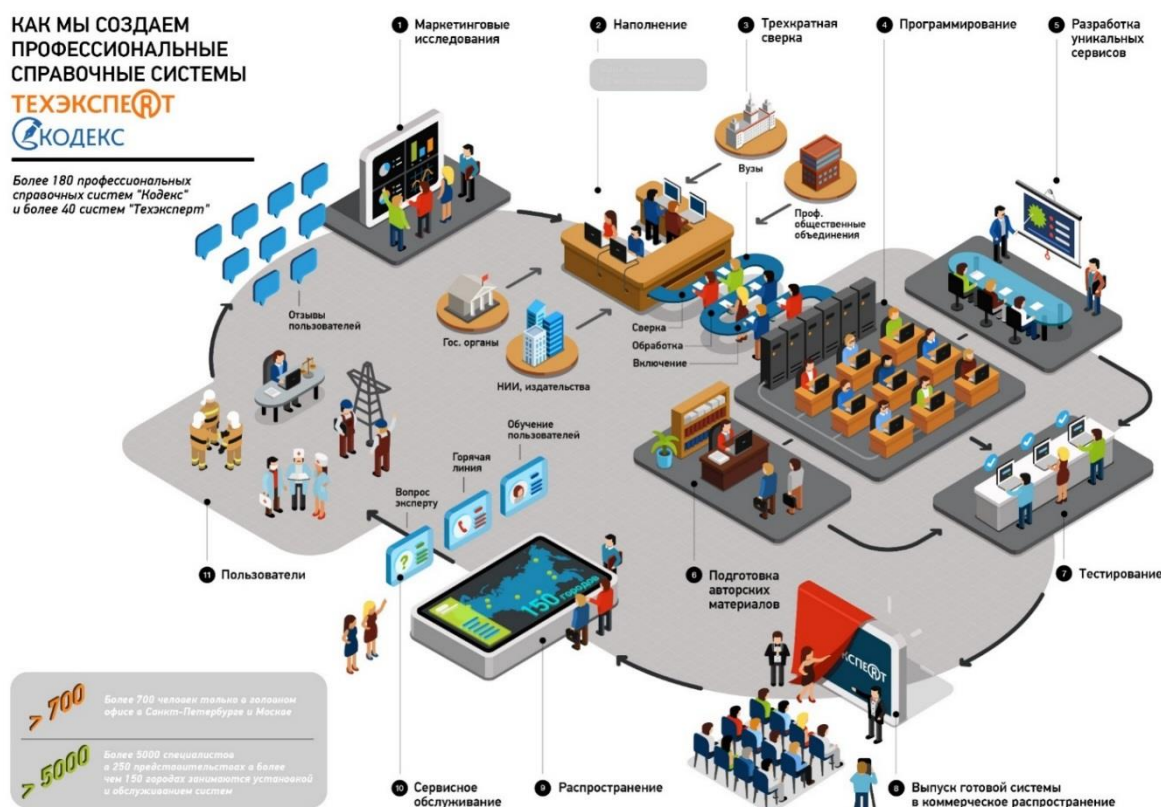 КАК МЫ СОЗДАЕМ
ПРОФЕССИОНАЛЬНЫЕ
СПРАВОЧНЫЕ СИСТЕМЫ
ТЕХЭКСПЕRТ
КОДЕКС
Более 180 профессиональных
справочных систем "Кодекс"
и более 40 систем "Техэксперт"
1 Маркетинговые
исследования
2 Наполнение
3 Трехкратная
сверка
4 Программирование
5 Разработка
уникальных
сервисов
Вузы
Проф.
общественные
объединения
Отзывы
пользователей
Гос. органы
НИИ, издательства
Сверка
Обработка
Включение
Обучение
пользователей
Горячая
линия
Вопрос
эксперту
?
150 городов
11 Пользователи
6 Подготовка
авторских
материалов
7 Тестирование
КСПЕRТ
> 700
Более 700 человек только в головном
офисе в Санкт-Петербурге и Москве
> 5000
Более 5000 специалистов
в 250 представительствах в более
чем 150 городах занимаются установкой
и обслуживанием систем
10 Сервисное
обслуживание
9 Распространение
8 Выпуск готовой системы
в коммерческое распространение